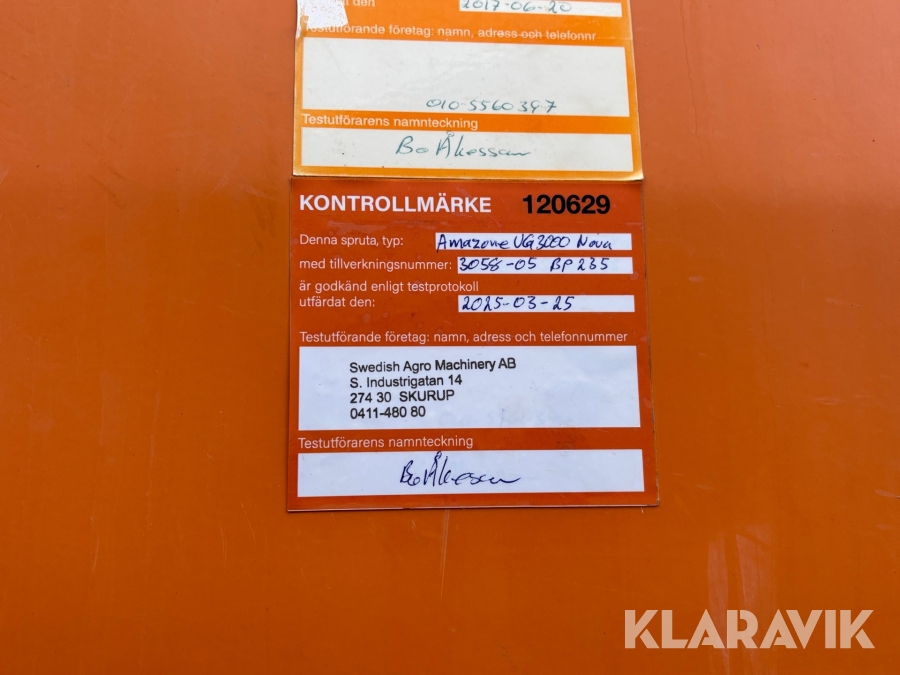 den 2017-06-20
Testutförande företag: namn, adress och telefonnr
010-5560397
Testutförarens namnteckning
Bo Åkesson
KONTROLLMÄRKE 120629
Denna spruta, typ: Amazone UG3000 Nova
med tillverkningsnummer: 3058-05 BP235
är godkänd enligt testprotokoll
utfärdat den: 2025-03-25
Testutförande företag: namn, adress och telefonnummer
Swedish Agro Machinery AB
S. Industrigatan 14
274 30 SKURUP
0411-480 80
Testutförarens namnteckning
Bo Åkesson
KLARAVIK